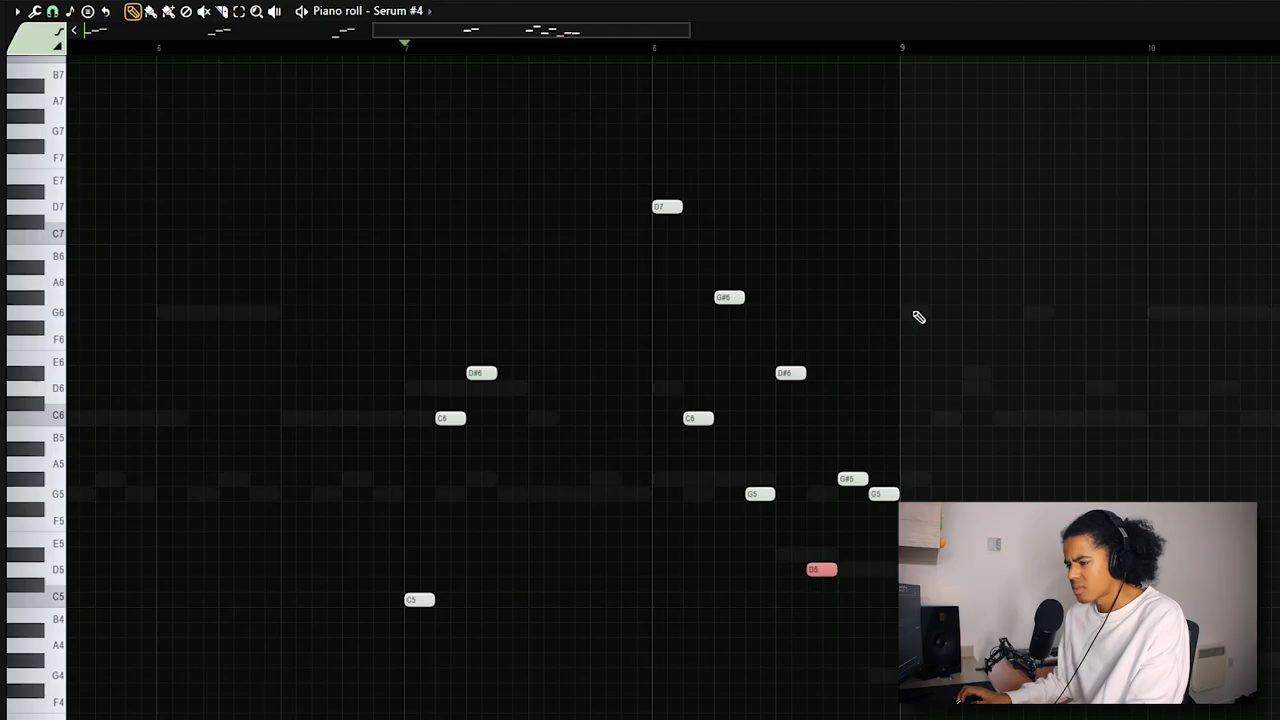 Piano roll - Serum #4
6 7 8 9 10
B7
A7
G7
F7
E7
D7 D7
C7
B6
A6 G#6
G6
F6
E6 D#6 D#6
D6
C6 C6 C6
B5
A5 G#5
G5 G5 G5
F5
E5
D5 D5
C5 C5
B4
A4
G4
F4